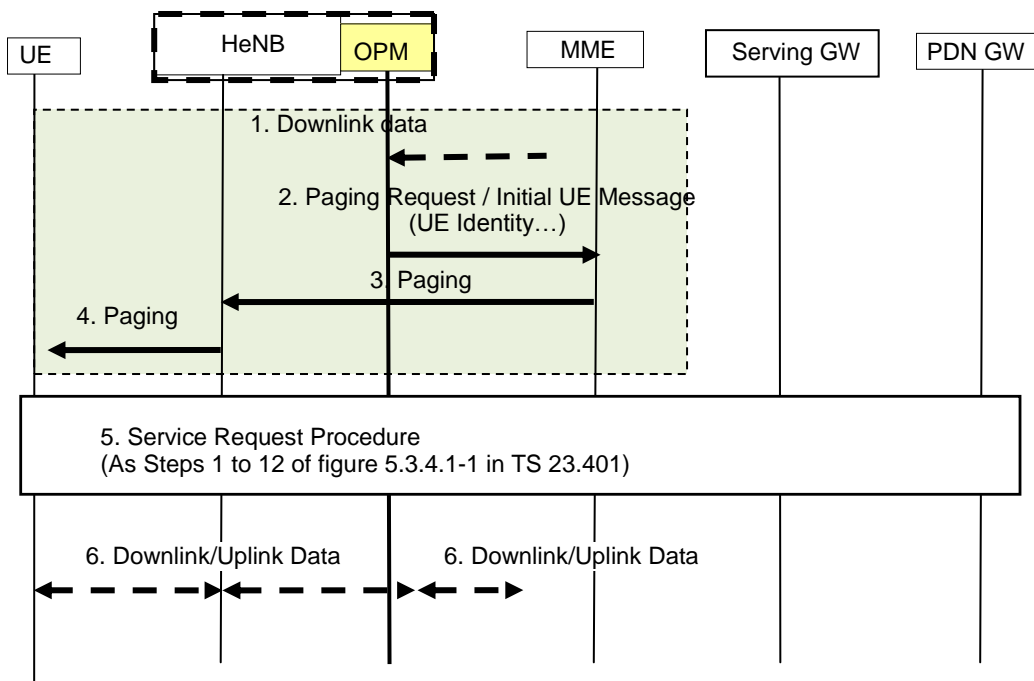 UE
HeNB
OPM
MME
Serving GW
PDN GW
1. Downlink data
2. Paging Request / Initial UE Message
(UE Identity…)
3. Paging
4. Paging
5. Service Request Procedure
(As Steps 1 to 12 of figure 5.3.4.1-1 in TS 23.401)
6. Downlink/Uplink Data
6. Downlink/Uplink Data